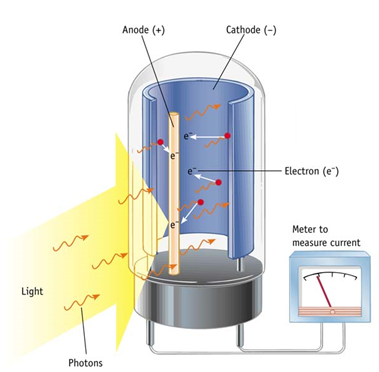 Anode (+)
Cathode (–)
e–
e–
e–
Electron (e–)
e–
Meter to
measure current
Light
Photons